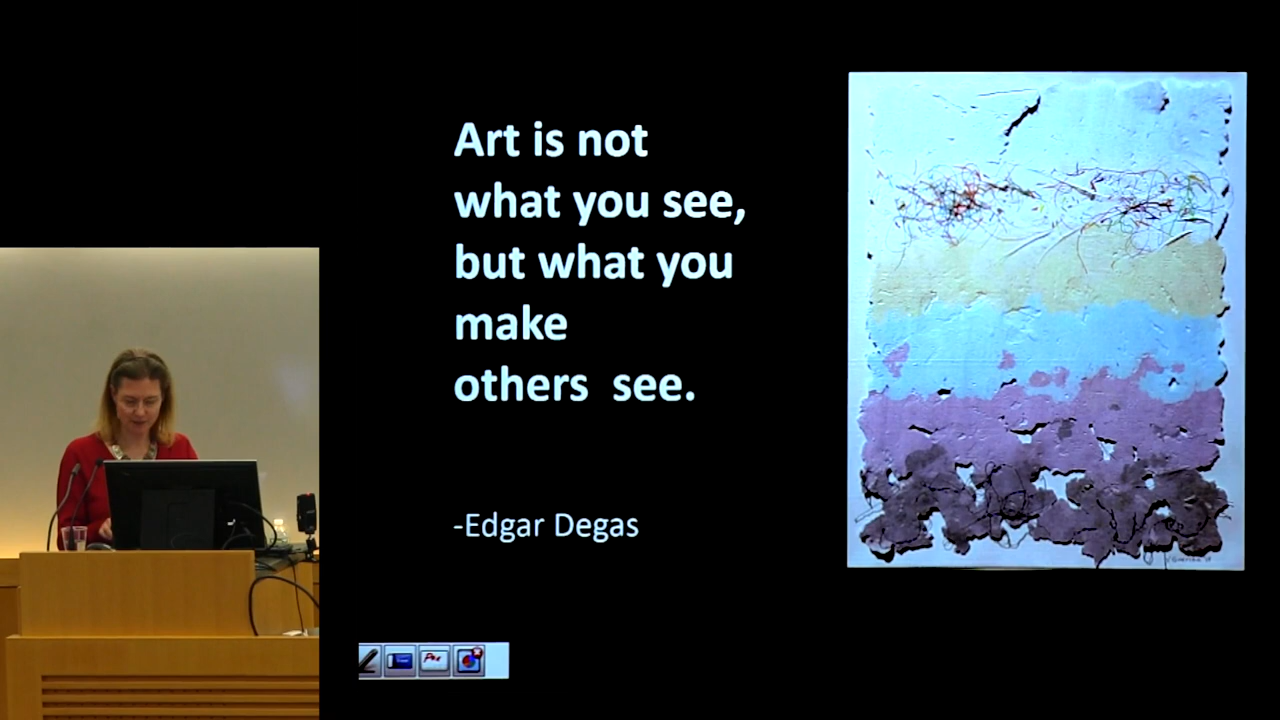 Art is not
what you see,
but what you
make
others  see.
-Edgar Degas